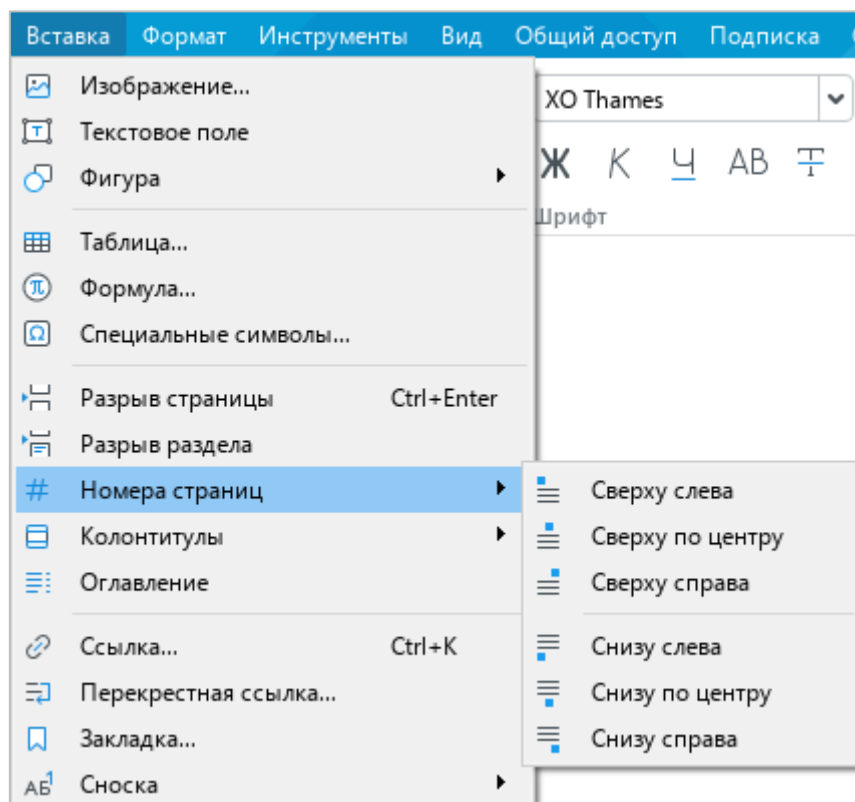 Вставка Формат Инструменты Вид Общий доступ Подписка
Изображение...
XO Thames
Текстовое поле
Ж К Ч АВ Т
Фигура
Шрифт
Таблица...
Формула...
Специальные символы...
Разрыв страницы Ctrl+Enter
Разрыв раздела
Номера страниц
Сверху слева
Колонтитулы
Сверху по центру
Оглавление
Сверху справа
Ссылка... Ctrl+K
Снизу слева
Перекрестная ссылка...
Снизу по центру
Закладка...
Снизу справа
АБ1 Сноска